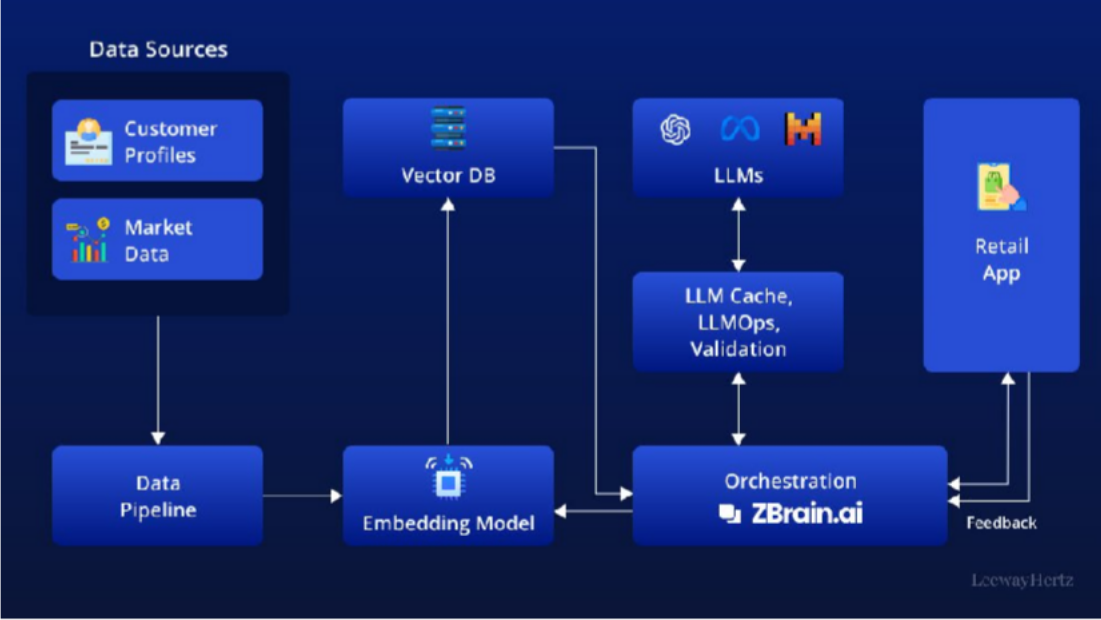 Data Sources
Customer
Profiles
Market
Data
Vector DB
LLMs
Retail
App
LLM Cache,
LLMOps,
Validation
Data
Pipeline
Embedding Model
Orchestration
ZBrain.ai
Feedback
LeewayHertz